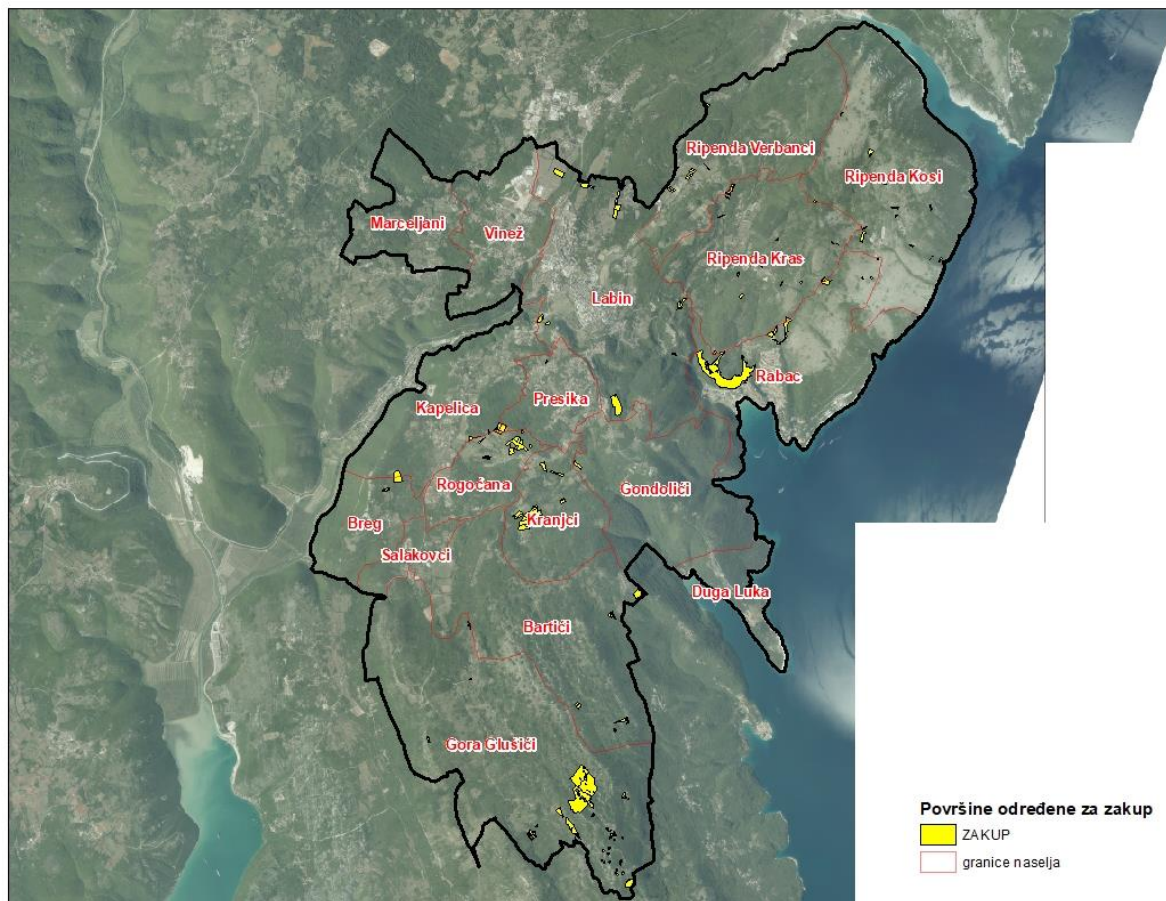 Ripenda Verbanci
Ripenda Kosi
Marceljani
Vinež
Ripenda Kras
Labin
Rabac
Presika
Kapelica
Rogočana
Gondolići
Kranjci
Breg
Salakovci
Duga Luka
Bartići
Gora Glušići
Površine određene za zakup
ZAKUP
granice naselja